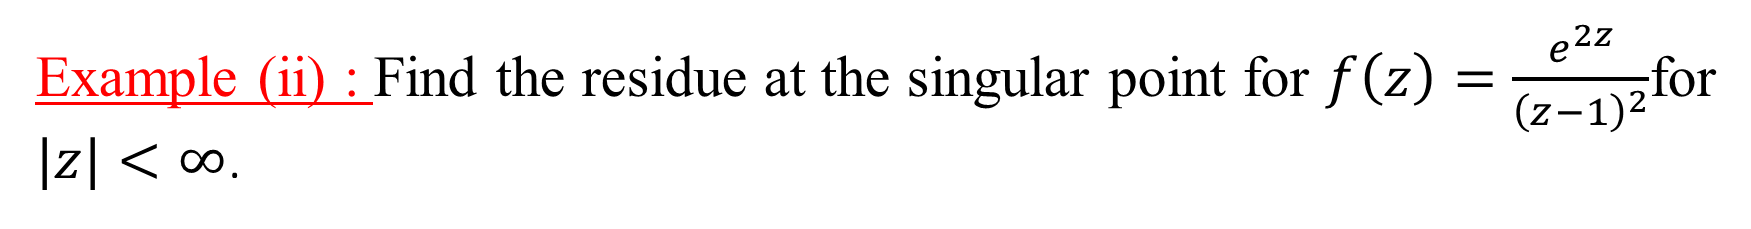 Example (ii) : Find the residue at the singular point for f(z) = e^{2z}/(z−1)^2 for
|z| < ∞.